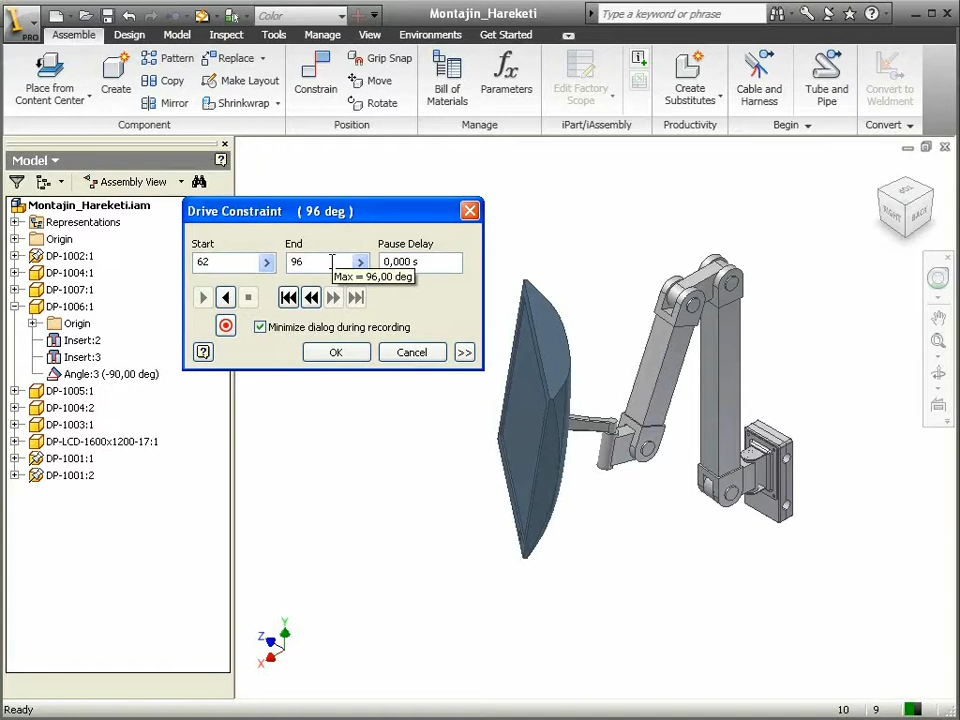 PRO
Color
Montajin_Hareketi
Type a keyword or phrase
Assemble
Design
Model
Inspect
Tools
Manage
View
Environments
Get Started
Place from
Content Center
Create
Pattern
Copy
Mirror
Replace
Make Layout
Shrinkwrap
Constrain
Grip Snap
Move
Rotate
Bill of
Materials
Parameters
Edit Factory
Scope
Create
Substitutes
Cable and
Harness
Tube and
Pipe
Convert to
Weldment
Component
Position
Manage
iPart/iAssembly
Productivity
Begin
Convert
Model
Assembly View
Montajin_Hareketi.iam
Representations
Origin
DP-1002:1
DP-1004:1
DP-1007:1
DP-1006:1
Origin
Insert:2
Insert:3
Angle:3 (-90,00 deg)
DP-1005:1
DP-1004:2
DP-1003:1
DP-LCD-1600x1200-17:1
DP-1001:1
DP-1001:2
Drive Constraint ( 96 deg )
Start
End
Pause Delay
62
96
0,000 s
Max = 96,00 deg
Minimize dialog during recording
OK
Cancel
>>
TOP
RIGHT
BACK
Y
Z
X
Ready
10
9